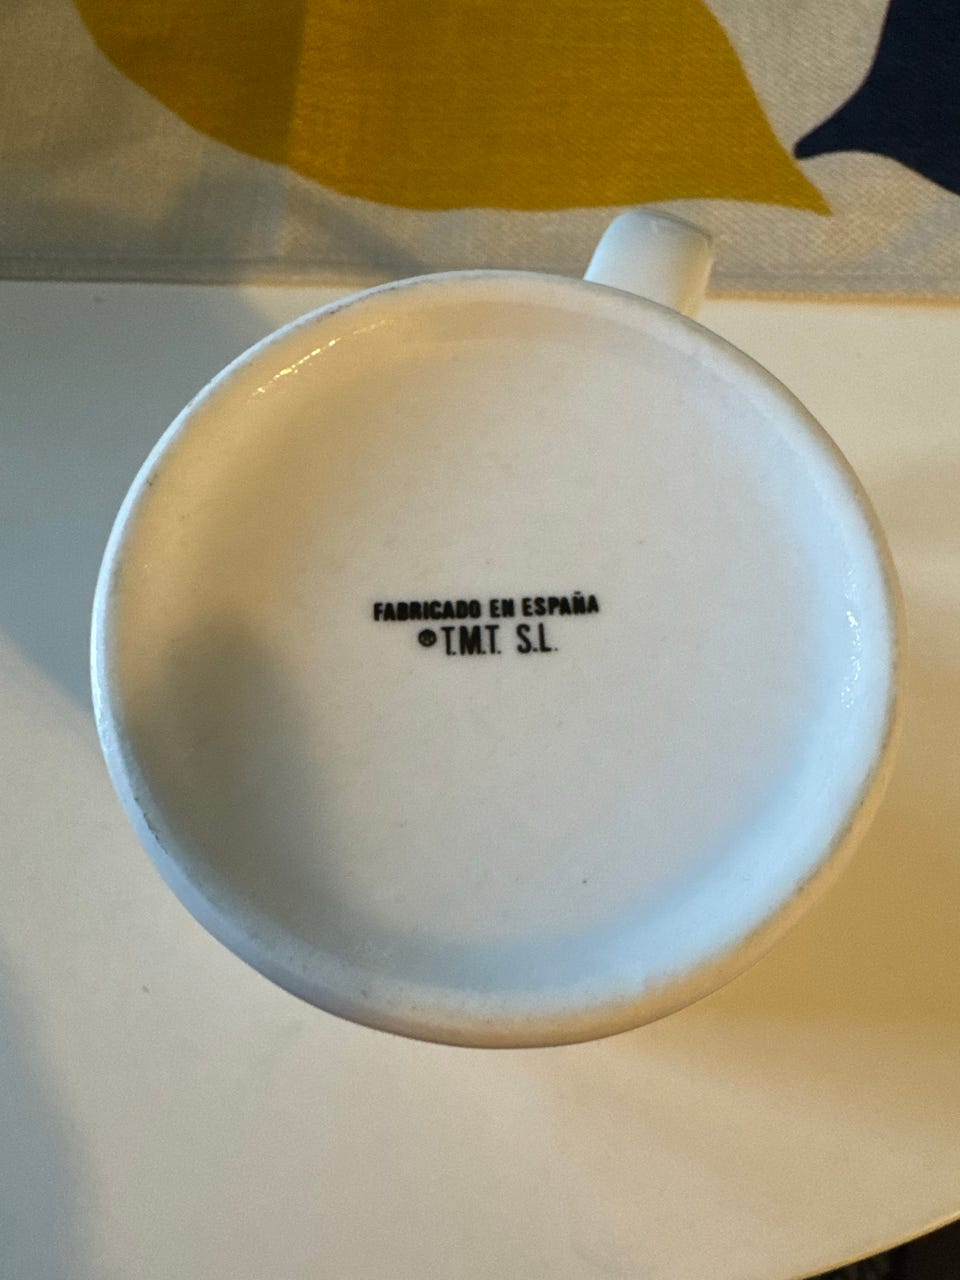 FABRICADO EN ESPAÑA
T.M.T. S.L.